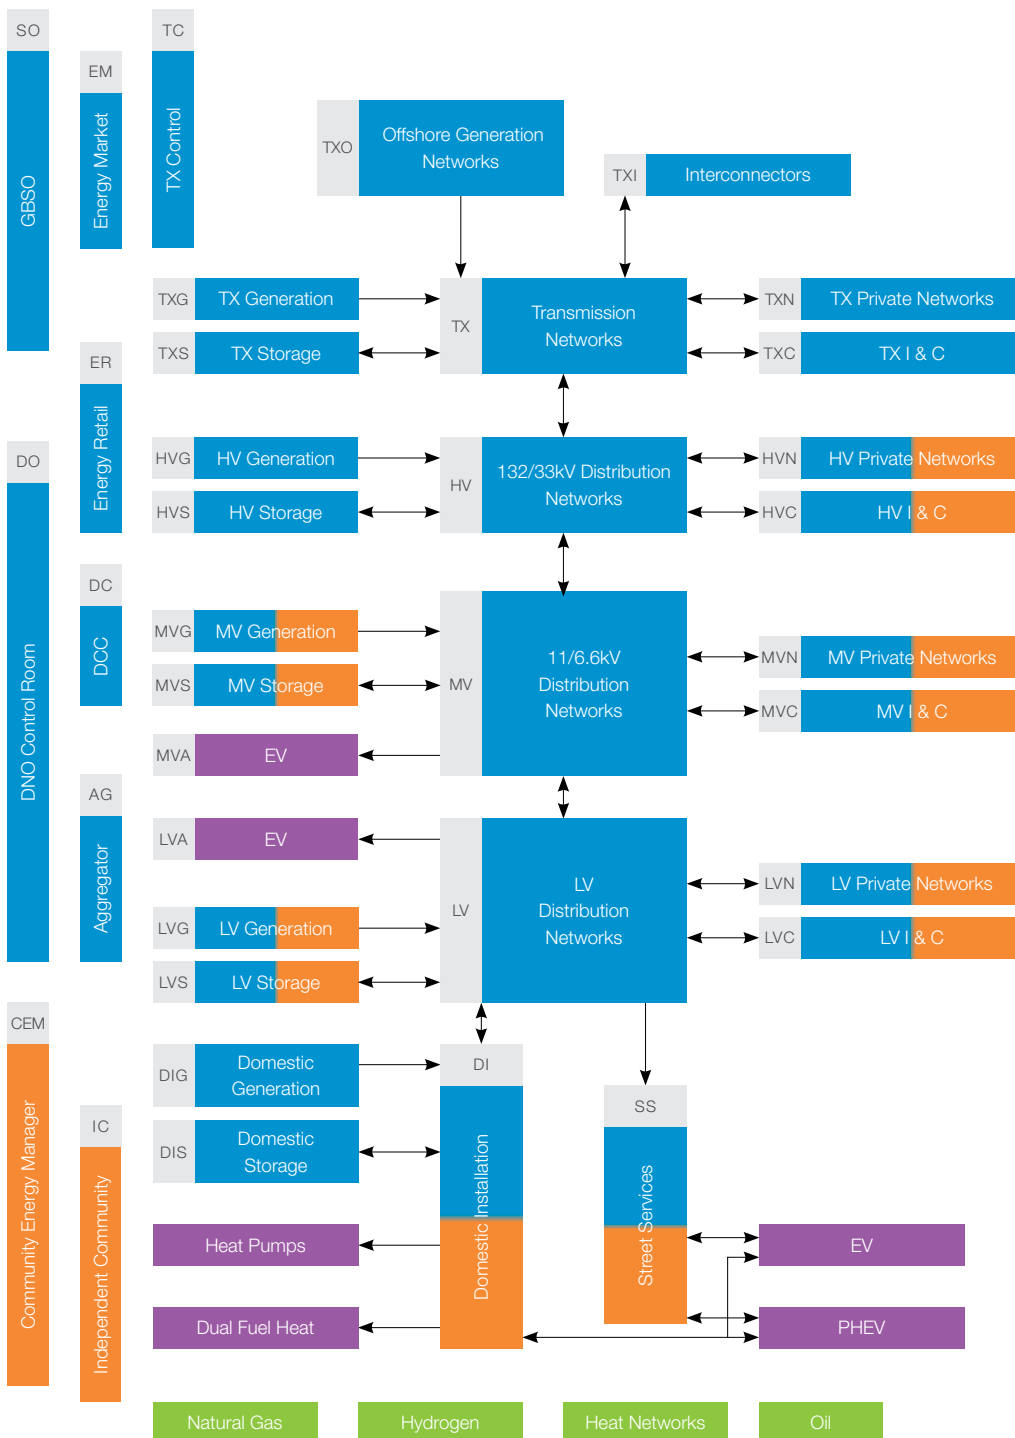 SO
GBSO
EM
Energy Market
TC
TX Control
TXO
Offshore Generation
Networks
TXI
Interconnectors
TXG
TX Generation
TXS
TX Storage
TX
Transmission
Networks
TXN
TX Private Networks
TXC
TX I & C
ER
Energy Retail
DO
DNO Control Room
HVG
HV Generation
HVS
HV Storage
HV
132/33kV Distribution
Networks
HVN
HV Private Networks
HVC
HV I & C
DC
DCC
MVG
MV Generation
MVS
MV Storage
MVA
EV
MV
11/6.6kV
Distribution
Networks
MVN
MV Private Networks
MVC
MV I & C
AG
Aggregator
LVA
EV
LVG
LV Generation
LVS
LV Storage
LV
LV
Distribution
Networks
LVN
LV Private Networks
LVC
LV I & C
CEM
Community Energy Manager
IC
Independent Community
DIG
Domestic
Generation
DIS
Domestic
Storage
Heat Pumps
Dual Fuel Heat
DI
Domestic Installation
SS
Street Services
EV
PHEV
Natural Gas
Hydrogen
Heat Networks
Oil